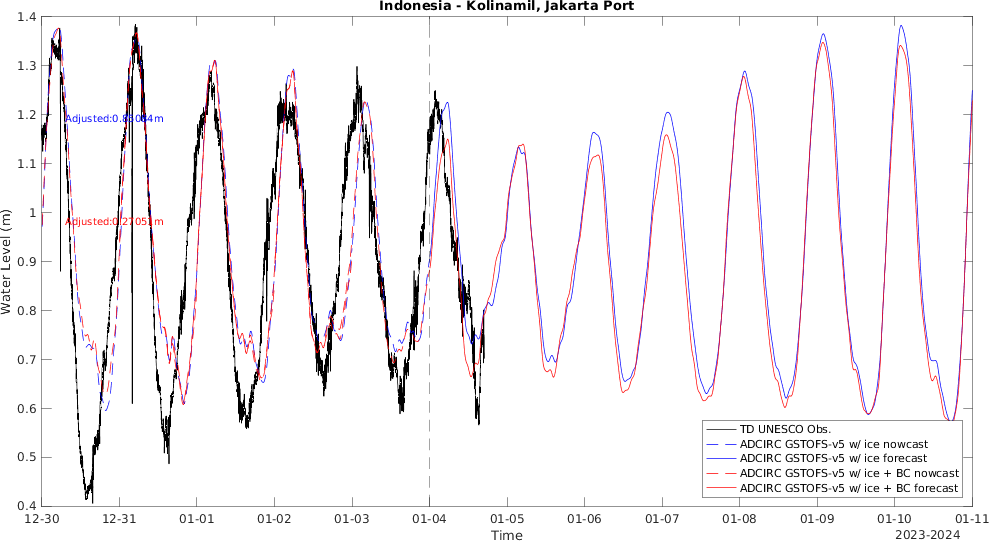 Indonesia - Kolinamil, Jakarta Port
1.4
1.3
1.2
1.1
1
0.9
0.8
0.7
0.6
0.5
0.4
Water Level (m)
Adjusted:0.27051m
TD UNESCO Obs.
ADCIRC GSTOFS-v5 w/ ice nowcast
ADCIRC GSTOFS-v5 w/ ice forecast
ADCIRC GSTOFS-v5 w/ ice + BC nowcast
ADCIRC GSTOFS-v5 w/ ice + BC forecast
12-30 12-31 01-01 01-02 01-03 01-04 01-05 01-06 01-07 01-08 01-09 01-10 01-11
Time
2023-2024